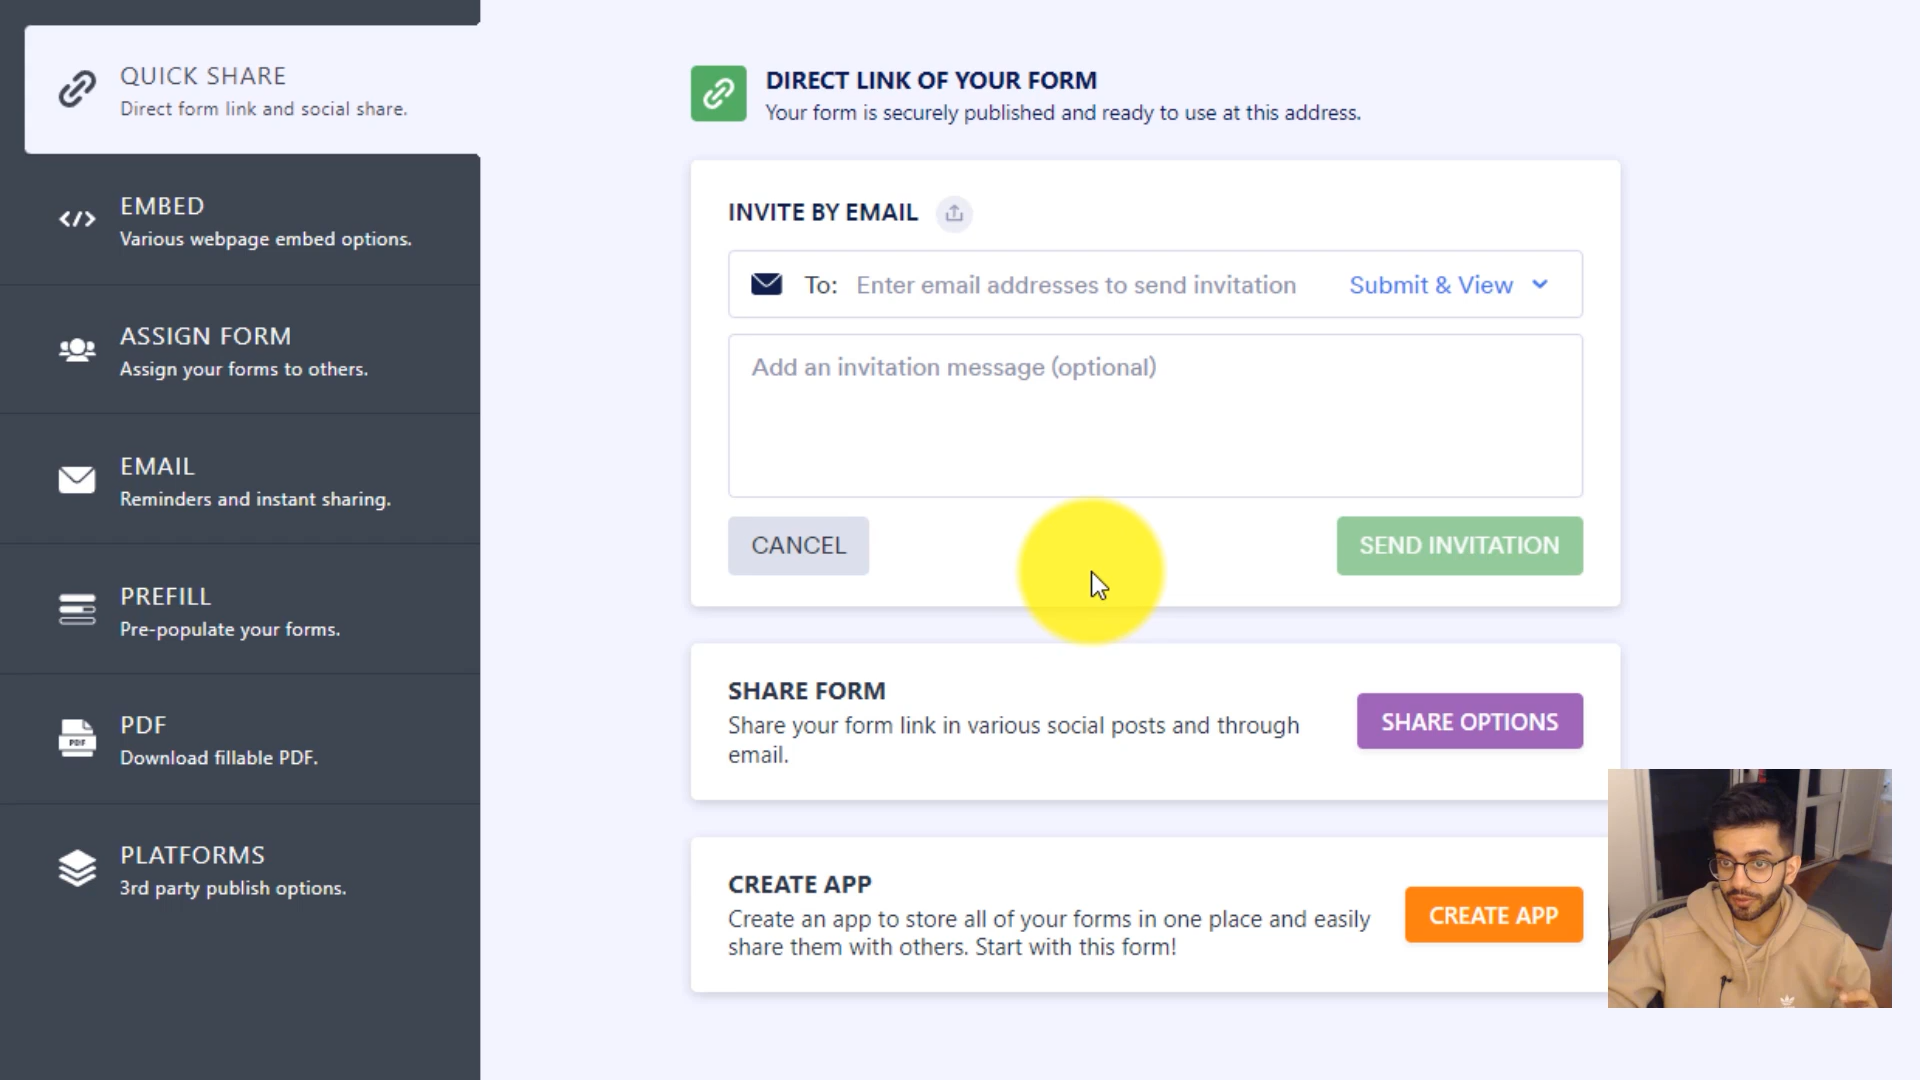 QUICK SHARE
Direct form link and social share.
EMBED
Various webpage embed options.
ASSIGN FORM
Assign your forms to others.
EMAIL
Reminders and instant sharing.
PREFILL
Pre-populate your forms.
PDF
PDF
Download fillable PDF.
PLATFORMS
3rd party publish options.
DIRECT LINK OF YOUR FORM
Your form is securely published and ready to use at this address.
INVITE BY EMAIL
To: Enter email addresses to send invitation Submit & View
Add an invitation message (optional)
CANCEL SEND INVITATION
SHARE FORM
Share your form link in various social posts and through
email.
SHARE OPTIONS
CREATE APP
Create an app to store all of your forms in one place and easily
share them with others. Start with this form!
CREATE APP